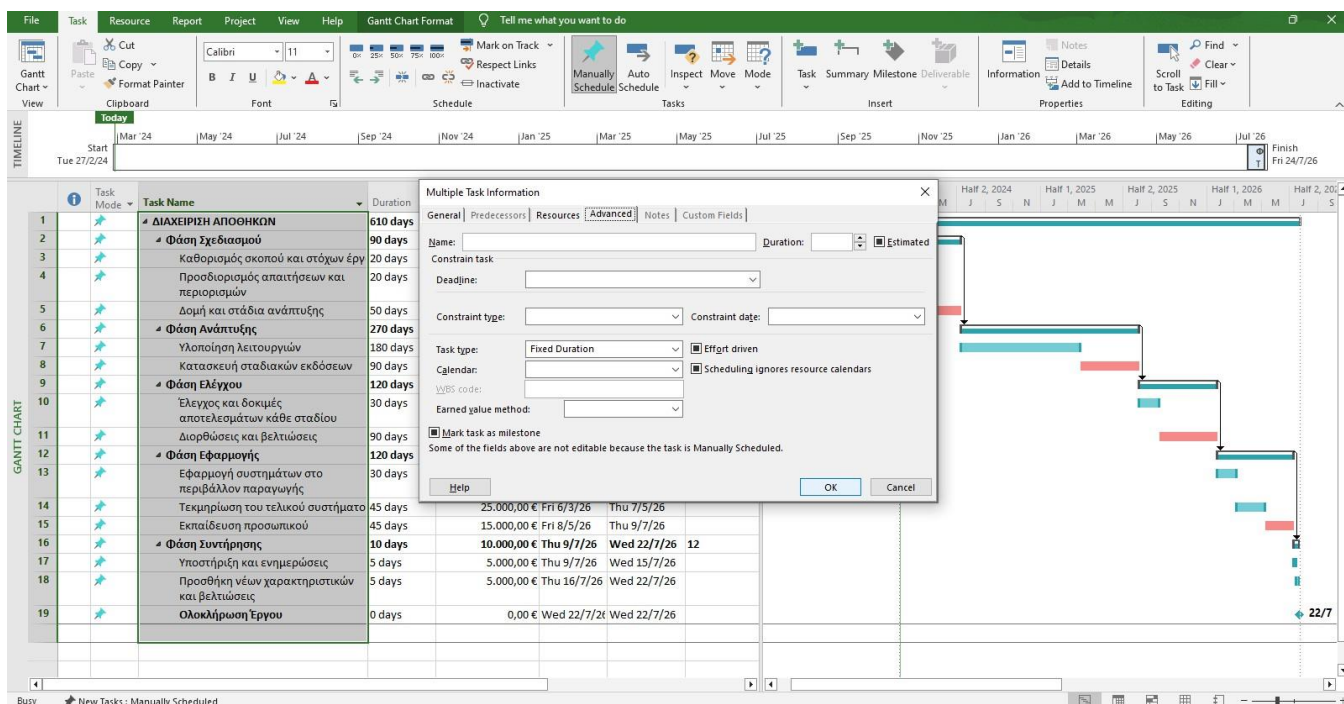 File Task Resource Report Project View Help Gantt Chart Format Tell me what you want to do
Cut
Copy
Format Painter
Paste
Gantt Chart
Calibri 11
B I U A
0× 25× 50× 75× 100×
Mark on Track
Respect Links
Inactivate
Manually Schedule
Auto Schedule
Inspect Move Mode
Task Summary Milestone Deliverable
Information
Notes
Details
Add to Timeline
Scroll to Task
Find
Clear
Fill
View Clipboard Font Schedule Tasks Insert Properties Editing
TIMELINE
Today
Mar '24 May '24 Jul '24 Sep '24 Nov '24 Jan '25 Mar '25 May '25 Jul '25 Sep '25 Nov '25 Jan '26 Mar '26 May '26 Jul '26
Start
Tue 27/2/24
Finish
Fri 24/7/26
GANTT CHART
Task Mode Task Name Duration
Half 2, 2024 Half 1, 2025 Half 2, 2025 Half 1, 2026
M J S N J M M J S N J M M J S
1 ΔΙΑΧΕΙΡΙΣΗ ΑΠΟΘΗΚΩΝ 610 days
2 Φάση Σχεδιασμού 90 days
3 Καθορισμός σκοπού και στόχων έργ 20 days
4 Προσδιορισμός απαιτήσεων και περιορισμών 20 days
5 Δομή και στάδια ανάπτυξης 50 days
6 Φάση Ανάπτυξης 270 days
7 Υλοποίηση λειτουργιών 180 days
8 Κατασκευή σταδιακών εκδόσεων 90 days
9 Φάση Ελέγχου 120 days
10 Έλεγχος και δοκιμές αποτελεσμάτων κάθε σταδίου 30 days
11 Διορθώσεις και βελτιώσεις 90 days
12 Φάση Εφαρμογής 120 days
13 Εφαρμογή συστημάτων στο περιβάλλον παραγωγής 30 days
14 Τεκμηρίωση του τελικού συστήματο 45 days 25.000,00 € Fri 6/3/26 Thu 7/5/26
15 Εκπαίδευση προσωπικού 45 days 15.000,00 € Fri 8/5/26 Thu 9/7/26
16 Φάση Συντήρησης 10 days 10.000,00 € Thu 9/7/26 Wed 22/7/26 12
17 Υποστήριξη και ενημερώσεις 5 days 5.000,00 € Thu 9/7/26 Wed 15/7/26
18 Προσθήκη νέων χαρακτηριστικών και βελτιώσεις 5 days 5.000,00 € Thu 16/7/26 Wed 22/7/26
19 Ολοκλήρωση Έργου 0 days 0,00 € Wed 22/7/26 Wed 22/7/26
22/7
Multiple Task Information
General Predecessors Resources Advanced Notes Custom Fields
Name: Duration: Estimated
Constrain task
Deadline:
Constraint type: Constraint date:
Task type: Fixed Duration Effort driven
Calendar: Scheduling ignores resource calendars
WBS code:
Earned value method:
Mark task as milestone
Some of the fields above are not editable because the task is Manually Scheduled.
Help OK Cancel
Busy New Tasks : Manually Scheduled